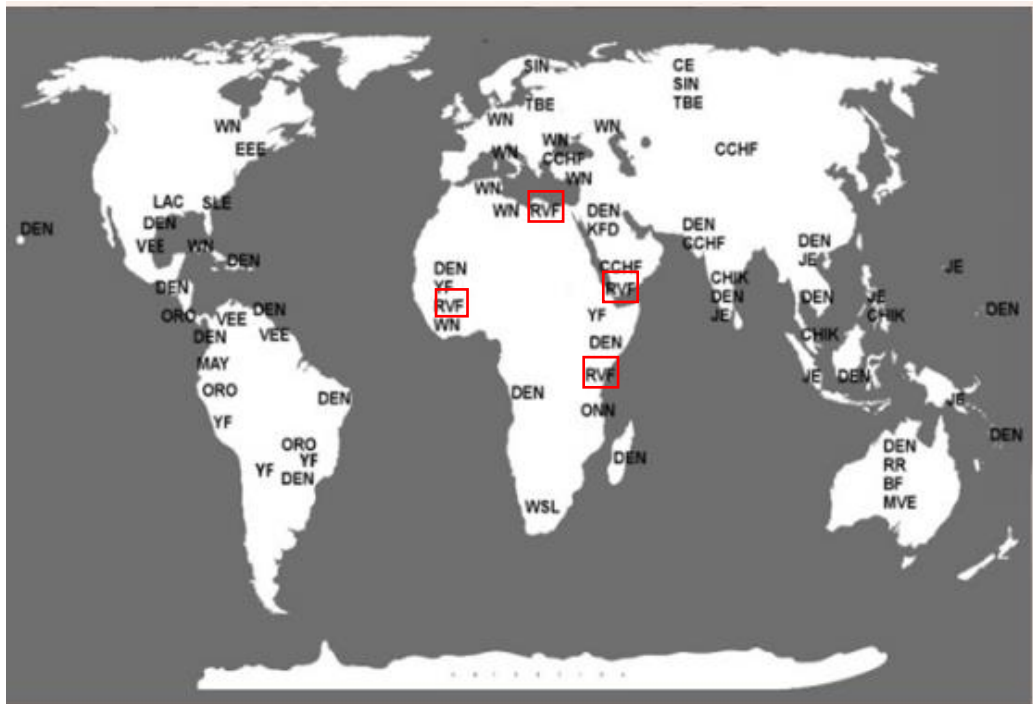 SIN
CE
SIN
TBE
TBE
WN
WN
WN
WN
EEE
WN
CCHF
CCHF
WN
WN
LAC
SLE
WN
RVF
DEN
KFD
DEN
DEN
DEN
CCHF
DEN
JE
VEE
WN
DEN
DEN
YF
RVF
WN
CCHF
RVF
CHIK
DEN
JE
JE
DEN
DEN
JE
CHIK
DEN
ORO
VEE
DEN
DEN
VEE
YF
DEN
CHIK
MAY
ORO
DEN
DEN
RVF
JE
DEN
JE
YF
ONN
ORO
YF
YF
DEN
DEN
DEN
DEN
RR
BF
MVE
WSL